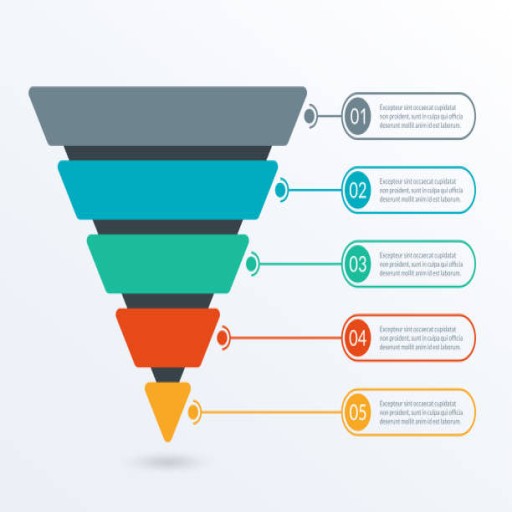 01
Excepteur sint occaecat cupidatat
non proident, sunt in culpa qui officia
deserunt mollit anim id est laborum.
02
Excepteur sint occaecat cupidatat
non proident, sunt in culpa qui officia
deserunt mollit anim id est laborum.
03
Excepteur sint occaecat cupidatat
non proident, sunt in culpa qui officia
deserunt mollit anim id est laborum.
04
Excepteur sint occaecat cupidatat
non proident, sunt in culpa qui officia
deserunt mollit anim id est laborum.
05
Excepteur sint occaecat cupidatat
non proident, sunt in culpa qui officia
deserunt mollit anim id est laborum.